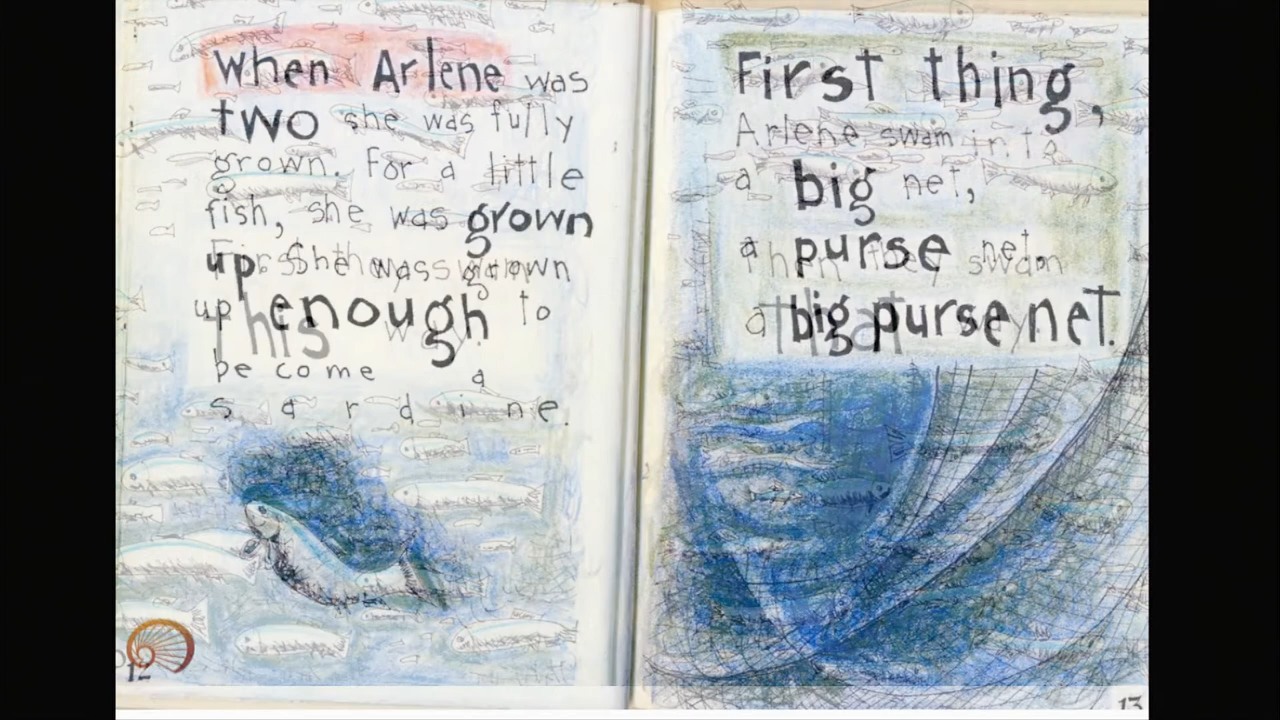 When Arlene was
two she was fully
grown. For a little
fish, she was grown
up. She was grown
up enough to
become a
sardine.
First thing,
Arlene swam into
a big net,
a purse net,
a big purse net.
12
13